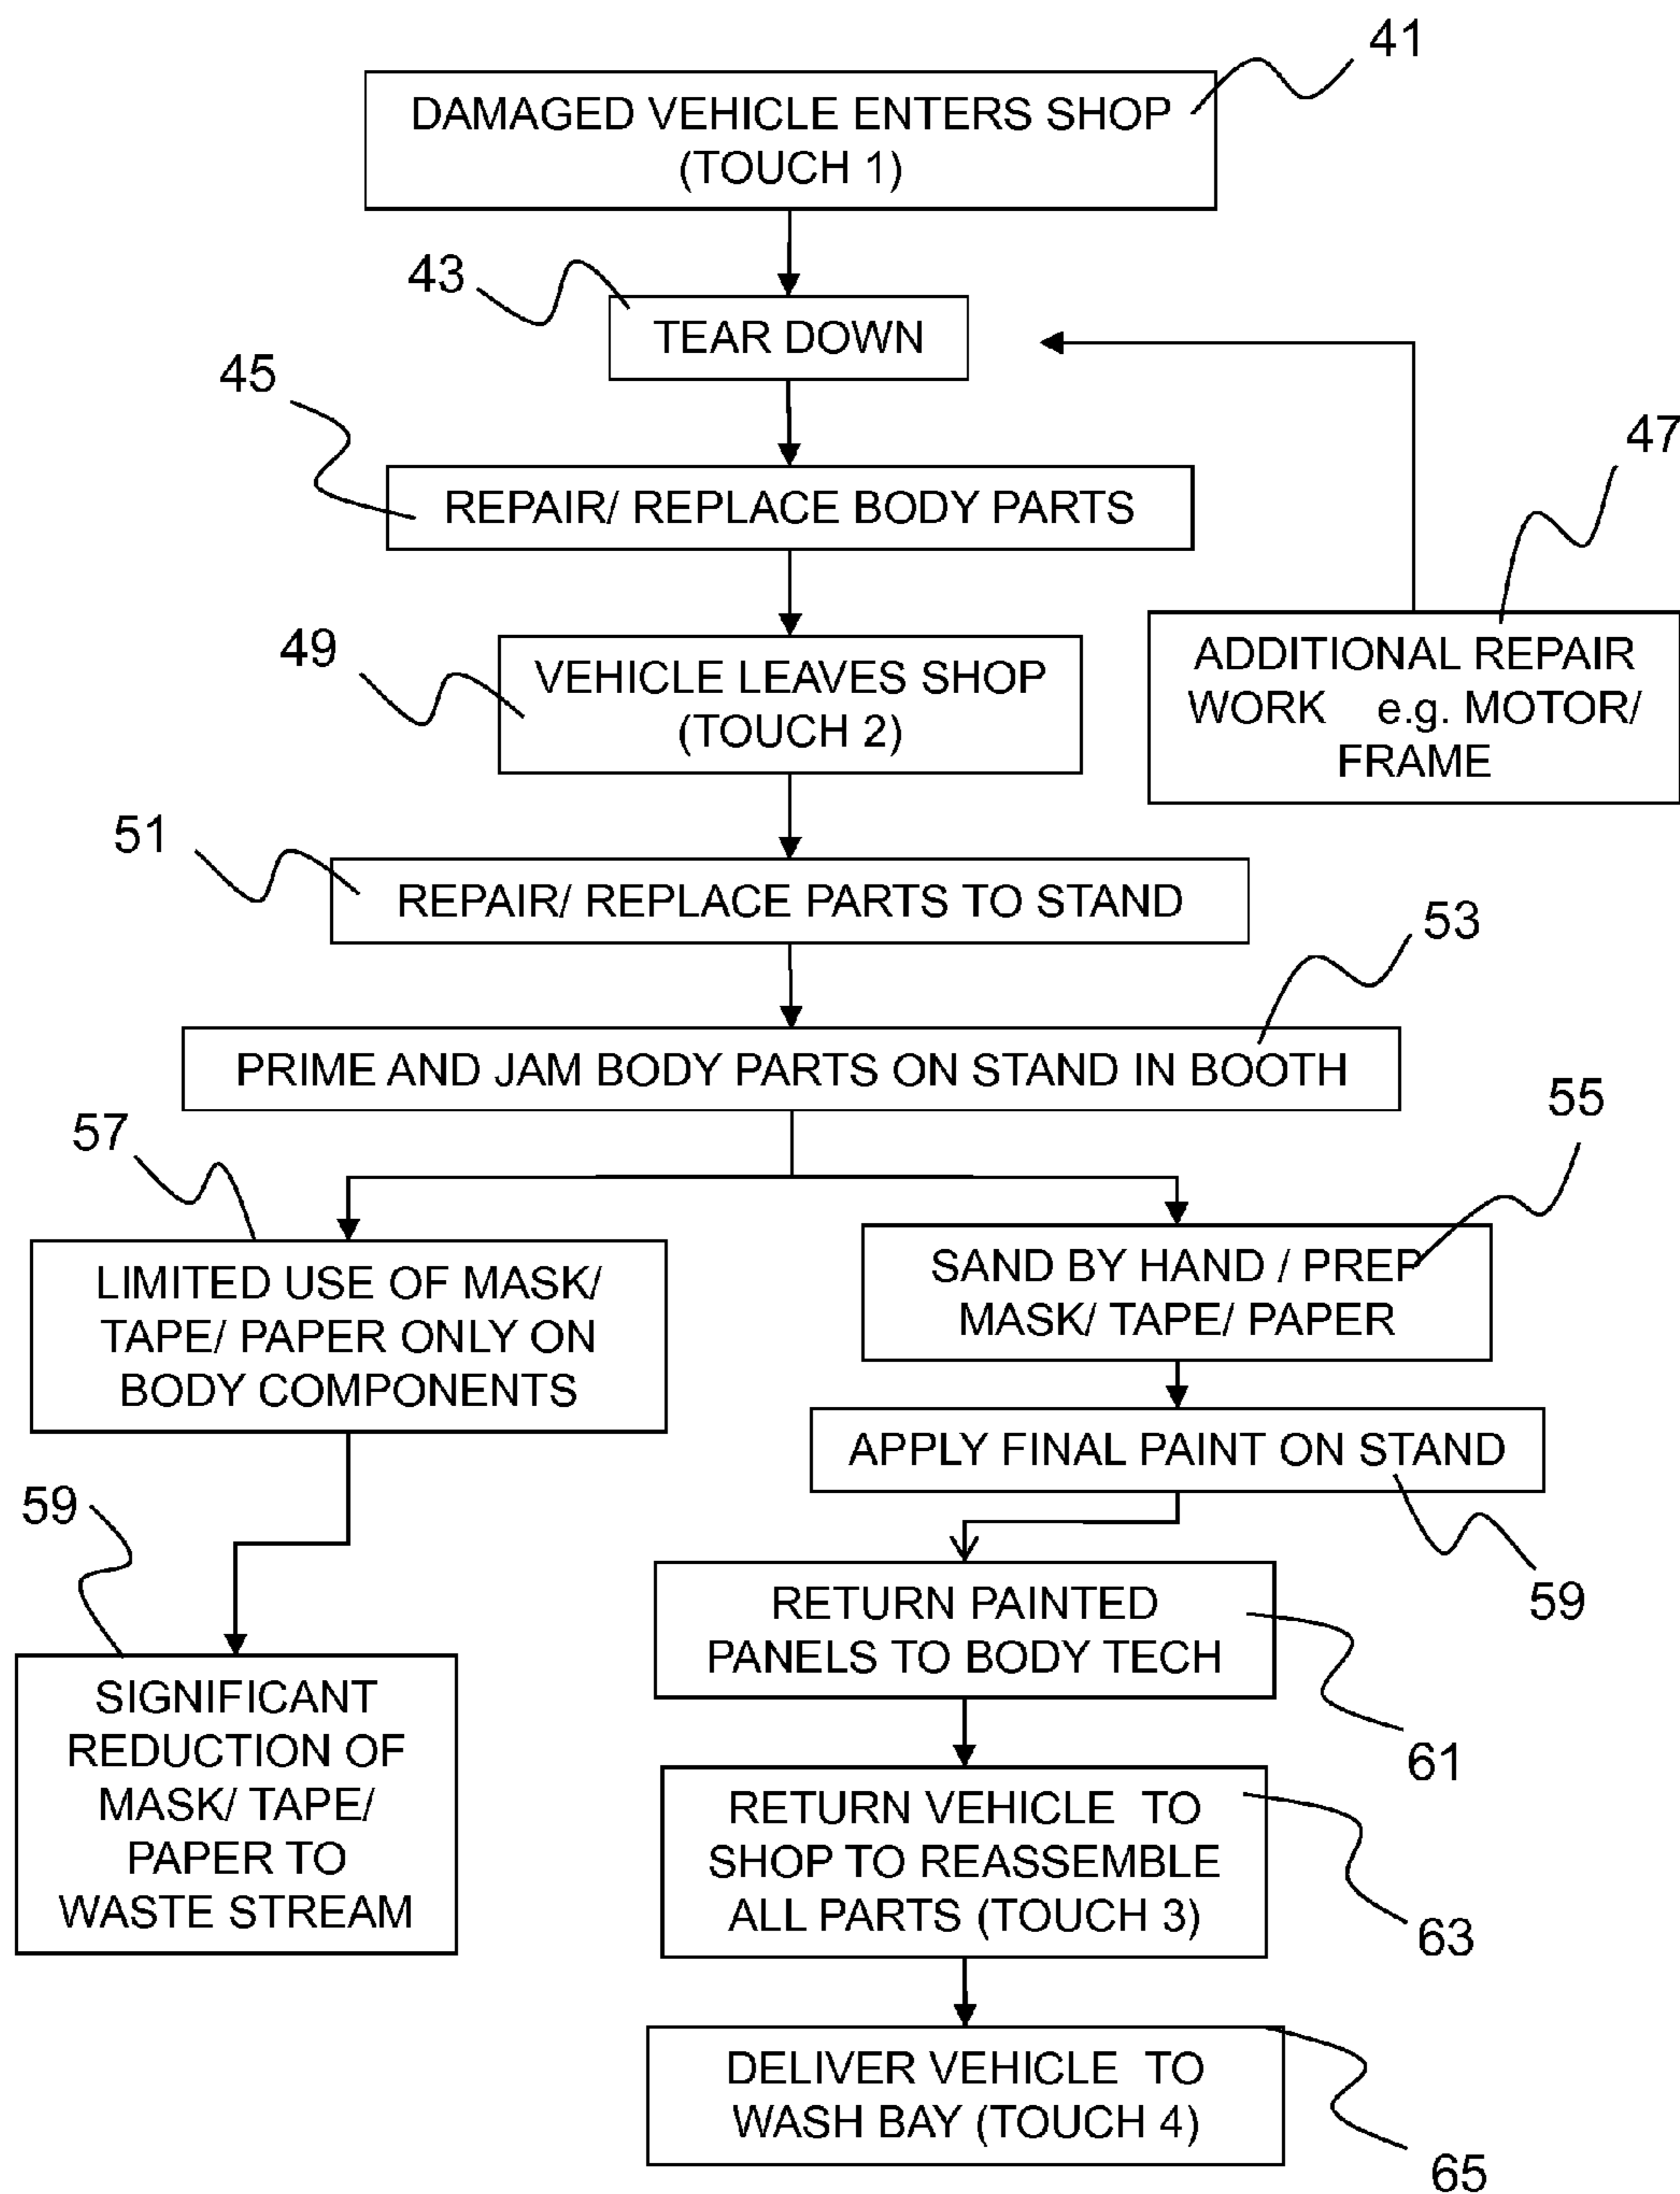 41
DAMAGED VEHICLE ENTERS SHOP
(TOUCH 1)
43
TEAR DOWN
45
REPAIR/ REPLACE BODY PARTS
47
ADDITIONAL REPAIR
WORK e.g. MOTOR/
FRAME
49
VEHICLE LEAVES SHOP
(TOUCH 2)
51
REPAIR/ REPLACE PARTS TO STAND
53
PRIME AND JAM BODY PARTS ON STAND IN BOOTH
57
LIMITED USE OF MASK/
TAPE/ PAPER ONLY ON
BODY COMPONENTS
55
SAND BY HAND / PREP
MASK/ TAPE/ PAPER
APPLY FINAL PAINT ON STAND
59
59
SIGNIFICANT
REDUCTION OF
MASK/ TAPE/
PAPER TO
WASTE STREAM
RETURN PAINTED
PANELS TO BODY TECH
61
RETURN VEHICLE TO
SHOP TO REASSEMBLE
ALL PARTS (TOUCH 3)
63
DELIVER VEHICLE TO
WASH BAY (TOUCH 4)
65